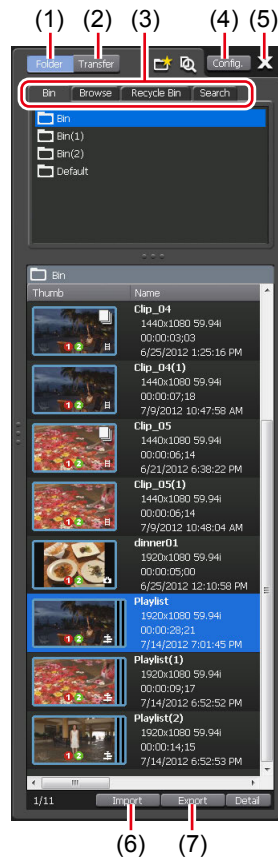 (1) (2) (3) (4) (5)
Folder Transfer Config.
Bin Browse Recycle Bin Search
Bin
Bin(1)
Bin(2)
Default
Bin
Thumb Name
Clip_04
1440x1080 59.94i
00:00:03;03
6/25/2012 1:25:16 PM
Clip_04(1)
1440x1080 59.94i
00:00:07;18
7/9/2012 10:47:58 AM
Clip_05
1440x1080 59.94i
00:00:06;14
6/21/2012 6:38:22 PM
Clip_05(1)
1440x1080 59.94i
00:00:06;14
7/9/2012 10:48:04 AM
dinner01
1920x1080 59.94i
00:00:05;00
6/25/2012 12:10:58 PM
Playlist
1920x1080 59.94i
00:00:28;21
7/14/2012 7:01:45 PM
Playlist(1)
1920x1080 59.94i
00:00:09;17
7/14/2012 6:52:52 PM
Playlist(2)
1920x1080 59.94i
00:00:14;15
7/14/2012 6:52:53 PM
1/11 Import Export Detail
(6) (7)